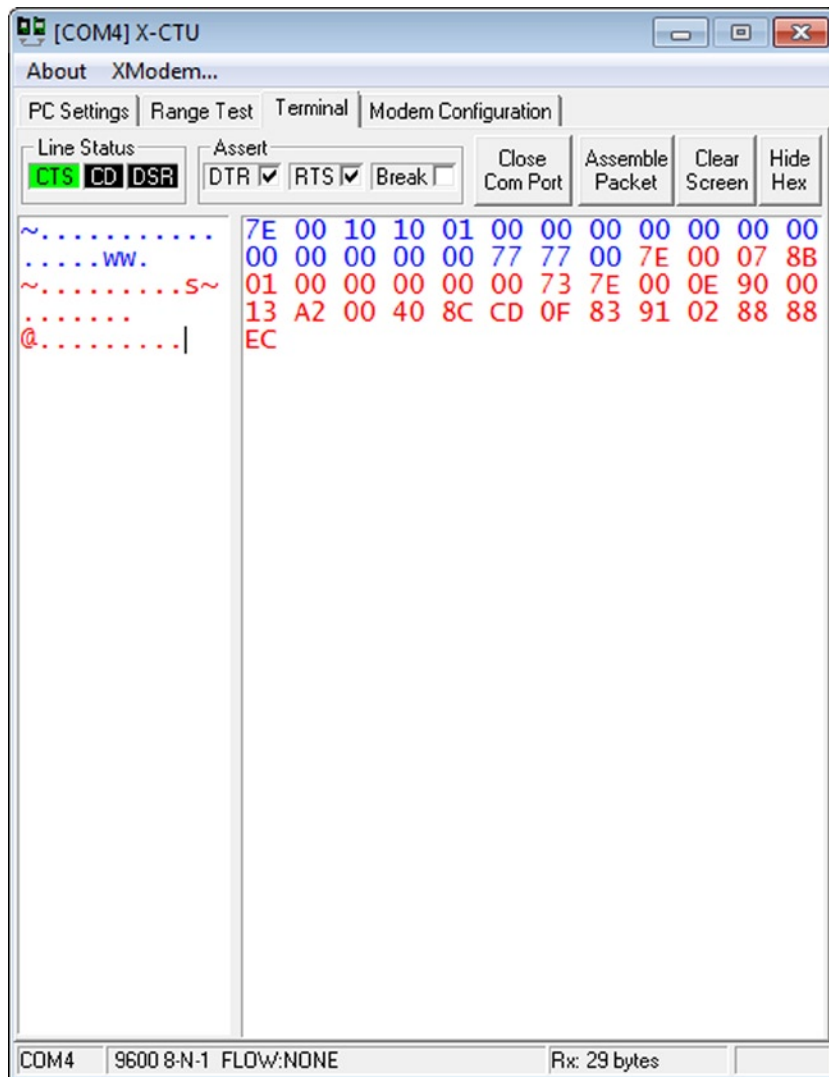 [COM4] X-CTU
About XModem...
PC Settings Range Test Terminal Modem Configuration
Line Status
CTS CD DSR
Assert
DTR RTS Break
Close Com Port
Assemble Packet
Clear Screen
Hide Hex
~...........
.....ww.
~.........s~
.......
@.........
7E 00 10 10 01 00 00 00 00 00 00 00
00 00 00 00 00 77 77 00 7E 00 07 8B
01 00 00 00 00 00 73 7E 00 0E 90 00
13 A2 00 40 8C CD 0F 83 91 02 88 88
EC
COM4 9600 8-N-1 FLOW:NONE Rx: 29 bytes